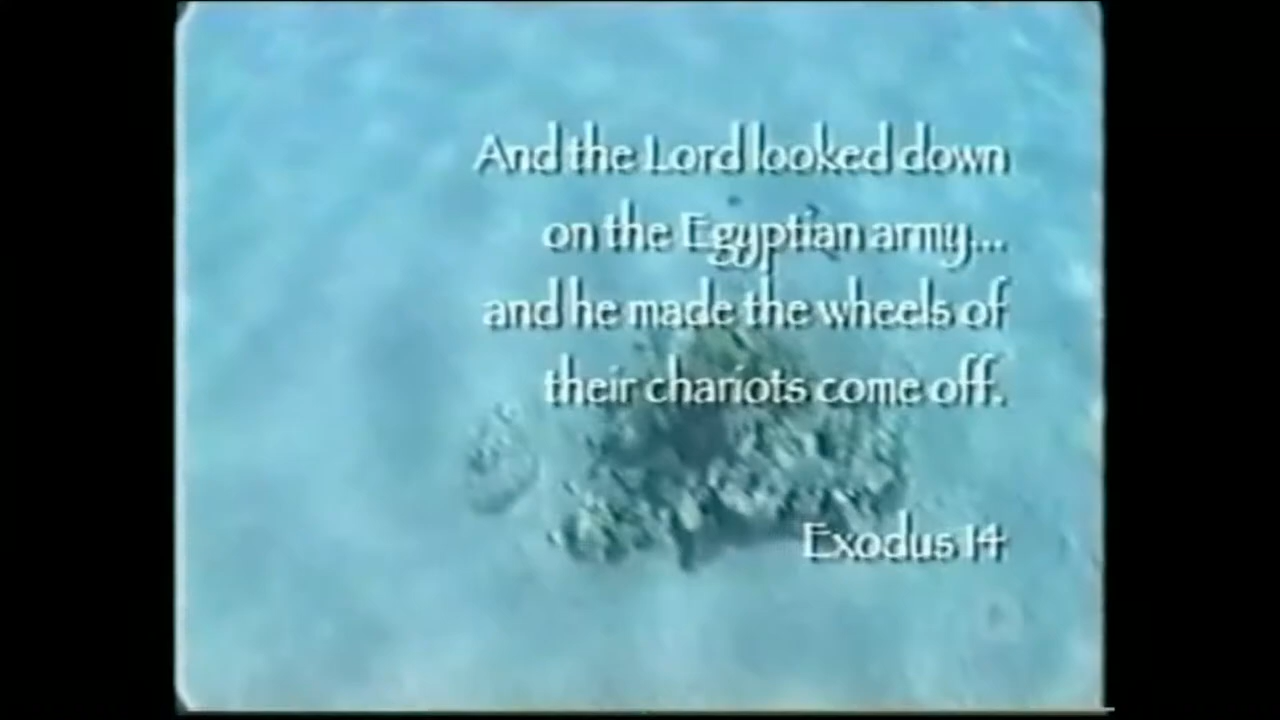 And the Lord looked down
on the Egyptian army...
and he made the wheels of
their chariots come off.
Exodus 14